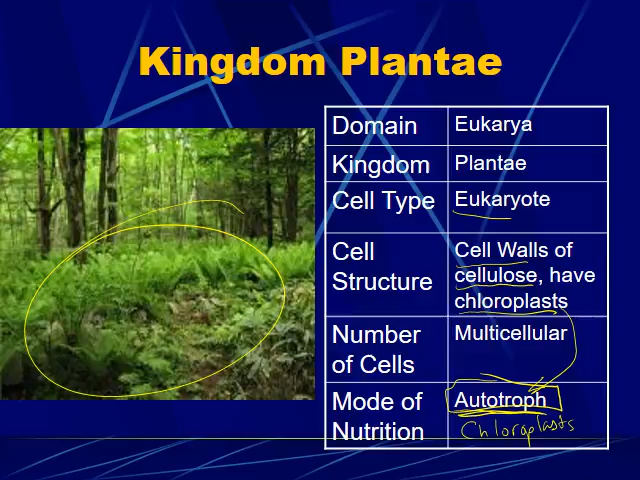 Kingdom Plantae
Domain Eukarya
Kingdom Plantae
Cell Type Eukaryote
Cell Cell Walls of
Structure cellulose, have
chloroplasts
Number Multicellular
of Cells
Mode of Autotroph
Nutrition Chloroplasts